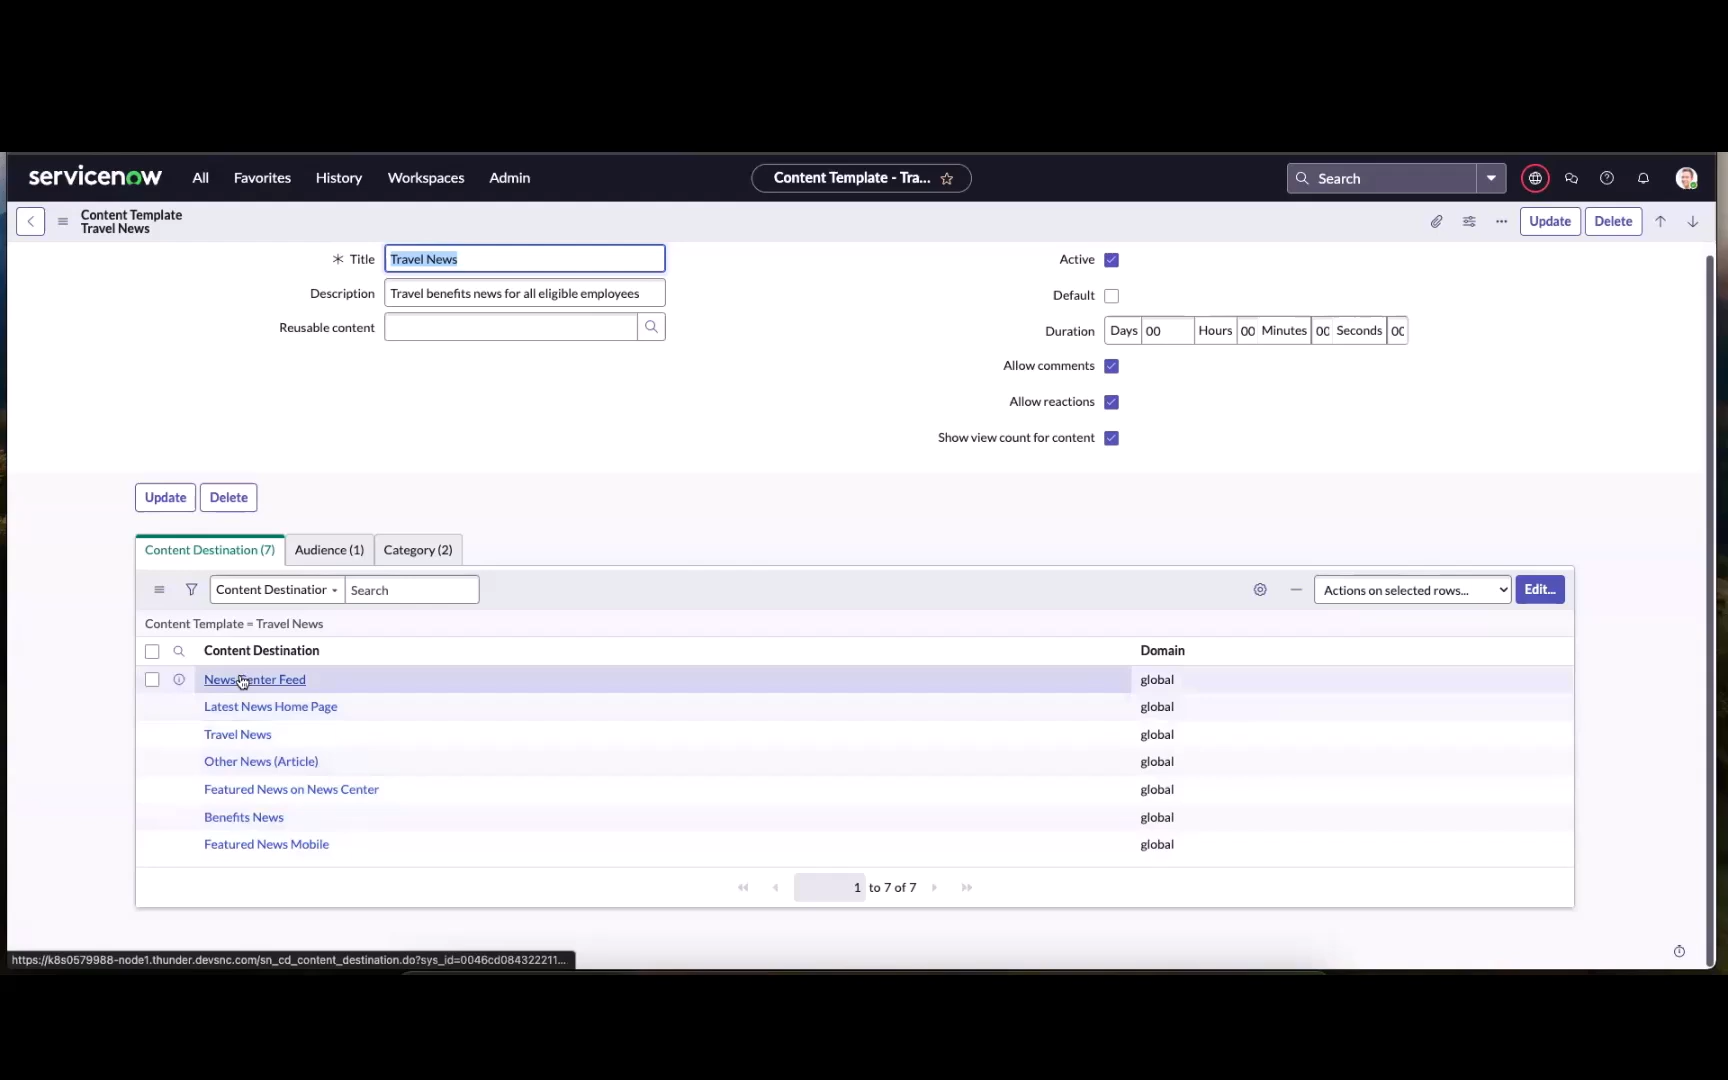 servicenow All Favorites History Workspaces Admin Content Template - Tra... Search
Content Template
Travel News
Update Delete
Title Travel News
Active
Description Travel benefits news for all eligible employees
Default
Reusable content
Duration Days 00 Hours 00 Minutes 00 Seconds 00
Allow comments
Allow reactions
Show view count for content
Update Delete
Content Destination (7) Audience (1) Category (2)
Content Destination Search Actions on selected rows... Edit...
Content Template = Travel News
Content Destination Domain
News Center Feed global
Latest News Home Page global
Travel News global
Other News (Article) global
Featured News on News Center global
Benefits News global
Featured News Mobile global
1 to 7 of 7
https://k8s0579988-node1.thunder.devsnc.com/sn_cd_content_destination.do?sys_id=0046cd084322211...